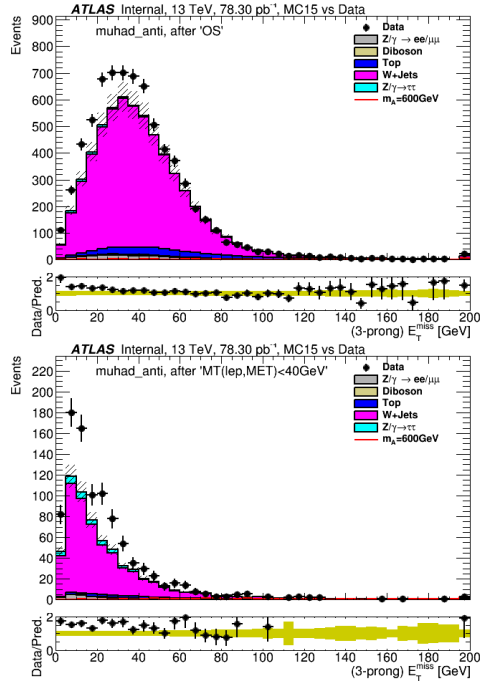 ATLAS Internal, 13 TeV, 78.30 pb⁻¹, MC15 vs Data
Events
900
800
700
600
500
400
300
200
100
0
muhad_anti, after 'OS'
Data
Z/γ → ee/μμ
Diboson
Top
W+Jets
Z/γ→ττ
m_A=600GeV
Data/Pred.
2
1
0
0 20 40 60 80 100 120 140 160 180 200
(3-prong) E_T^miss [GeV]
ATLAS Internal, 13 TeV, 78.30 pb⁻¹, MC15 vs Data
Events
220
200
180
160
140
120
100
80
60
40
20
0
muhad_anti, after 'MT(lep,MET)<40GeV'
Data
Z/γ → ee/μμ
Diboson
Top
W+Jets
Z/γ→ττ
m_A=600GeV
Data/Pred.
2
1
0
0 20 40 60 80 100 120 140 160 180 200
(3-prong) E_T^miss [GeV]